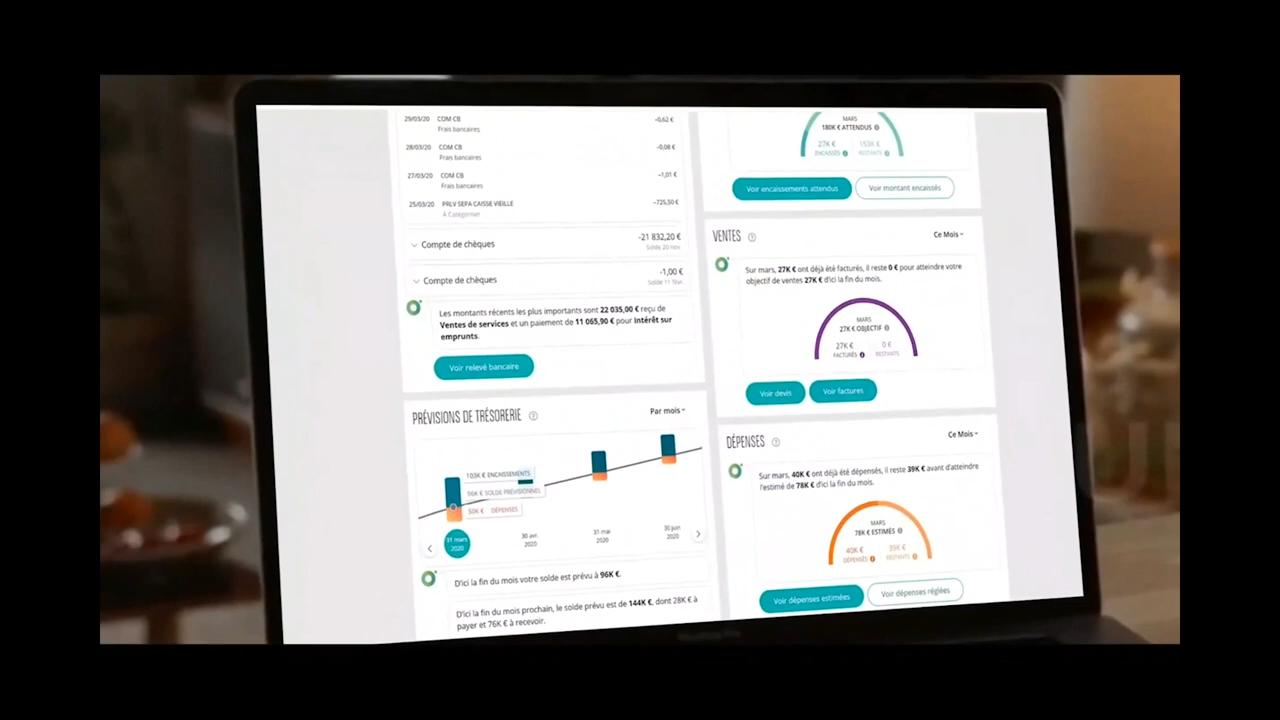 29/03/20 COM CB -0,62 €
Frais bancaires
28/03/20 COM CB -0,08 €
Frais bancaires
27/03/20 COM CB -1,01 €
Frais bancaires
25/03/20 PRLV SEPA CAISSE VIEILLE -725,50 €
À Catégoriser
Compte de chèques -21 832,20 €
Solde 20 nov.
Compte de chèques -1,00 €
Solde 11 févr.
Les montants récents les plus importants sont 22 035,00 € reçu de
Ventes de services et un paiement de 11 065,90 € pour Intérêt sur
emprunts.
Voir relevé bancaire
PRÉVISIONS DE TRÉSORERIE ?
Par mois
103K € ENCAISSEMENTS
96K € SOLDE PRÉVISIONNEL
50K € DÉPENSES
31 mars
2020
30 avr.
2020
31 mai
2020
30 juin
2020
D'ici la fin du mois votre solde est prévu à 96K €.
D'ici la fin du mois prochain, le solde prévu est de 144K €, dont 28K € à
payer et 76K € à recevoir.
MARS
180K € ATTENDUS
27K € 153K €
ENCAISSÉS RESTANTS
Voir encaissements attendus
Voir montant encaissés
VENTES ?
Ce Mois
Sur mars, 27K € ont déjà été facturés, il reste 0 € pour atteindre votre
objectif de ventes 27K € d'ici la fin du mois.
MARS
27K € OBJECTIF
27K € 0 €
FACTURÉS RESTANTS
Voir devis
Voir factures
DÉPENSES ?
Ce Mois
Sur mars, 40K € ont déjà été dépensés, il reste 39K € avant d'atteindre
l'estimé de 78K € d'ici la fin du mois.
MARS
78K € ESTIMÉS
40K € 39K €
DÉPENSÉS RESTANTS
Voir dépenses estimées
Voir dépenses réglées